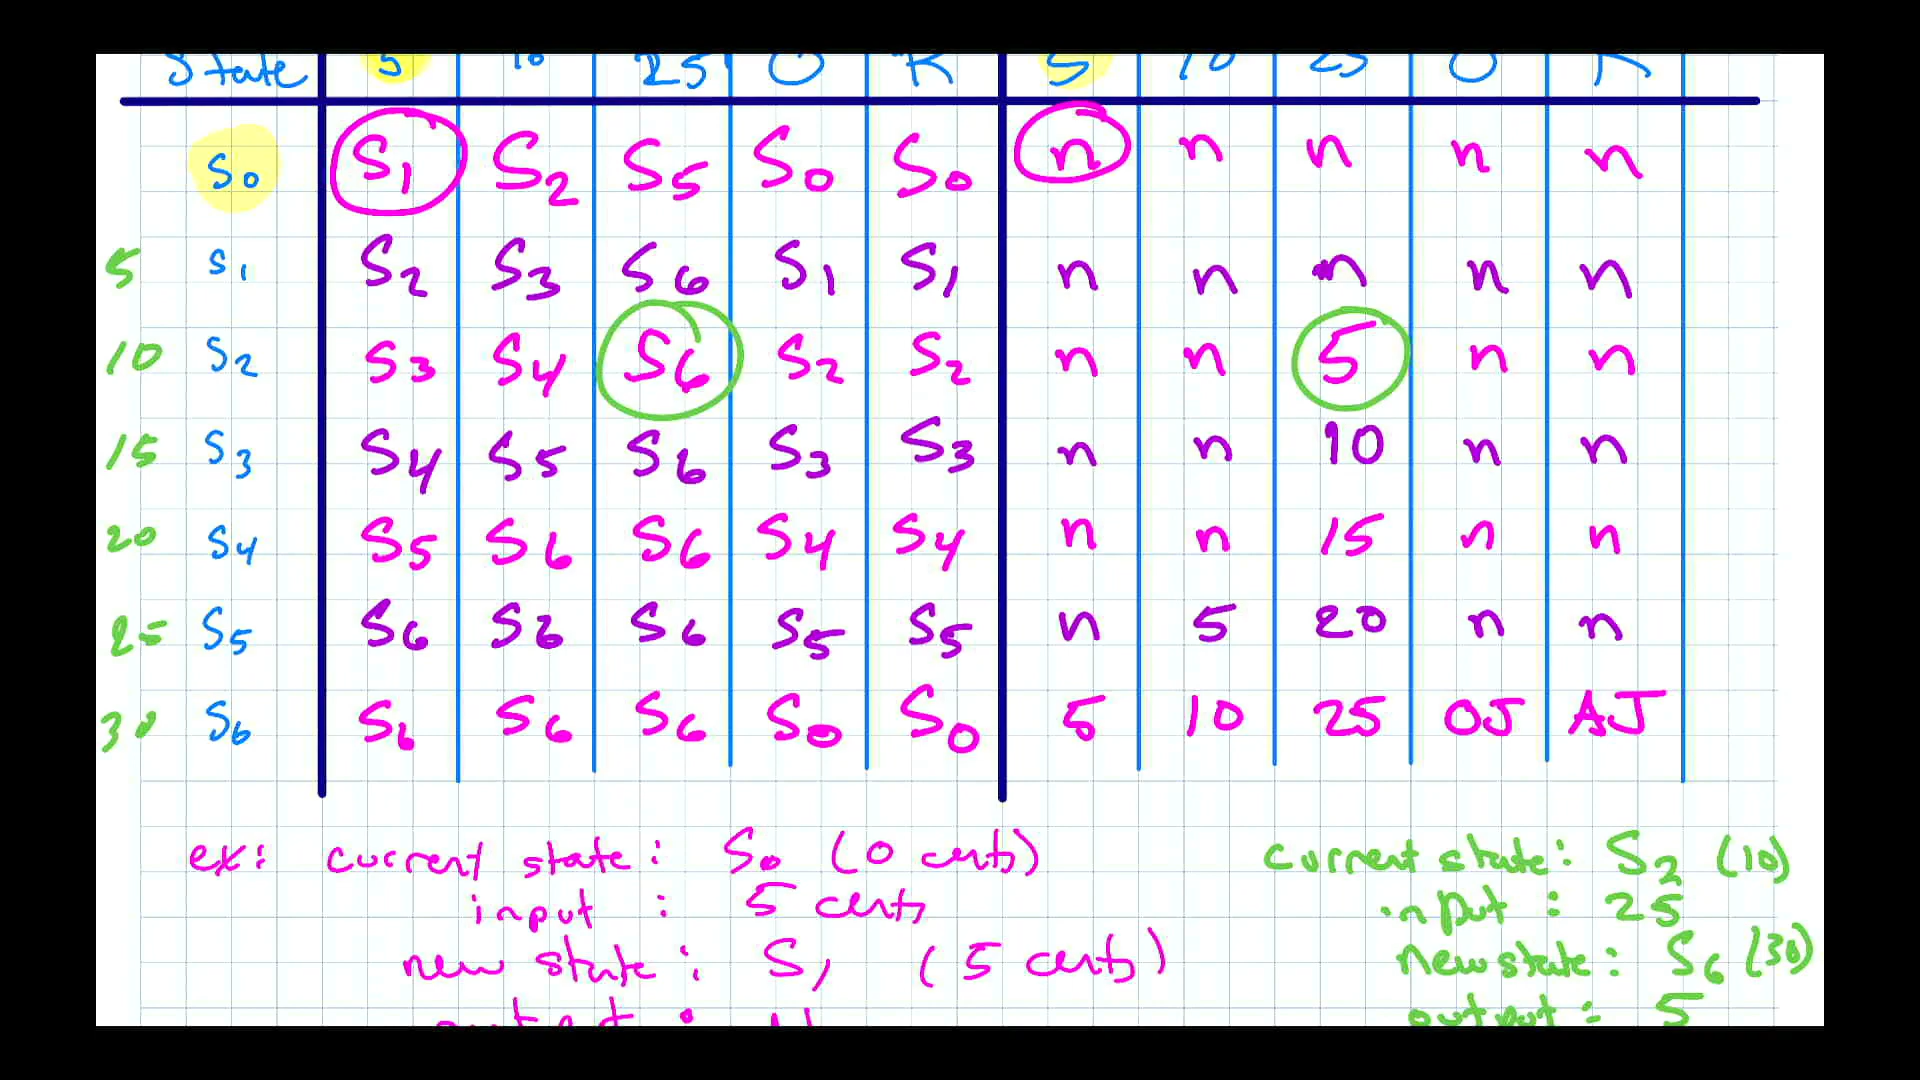 State 5 10 25 O R 5 10 25 O R
S0 S1 S2 S5 S0 S0 n n n n n
5 S1 S2 S3 S6 S1 S1 n n n n n
10 S2 S3 S4 S6 S2 S2 n n 5 n n
15 S3 S4 S5 S6 S3 S3 n n 10 n n
20 S4 S5 S6 S6 S4 S4 n n 15 n n
25 S5 S6 S6 S6 S5 S5 n 5 20 n n
30 S6 S6 S6 S6 S0 S0 5 10 25 OJ AJ
ex: current state: S0 (0 cents)
input : 5 cents
new state: S1 (5 cents)
output :
current state: S2 (10)
input : 25
New state: S6 (30)
output : 5